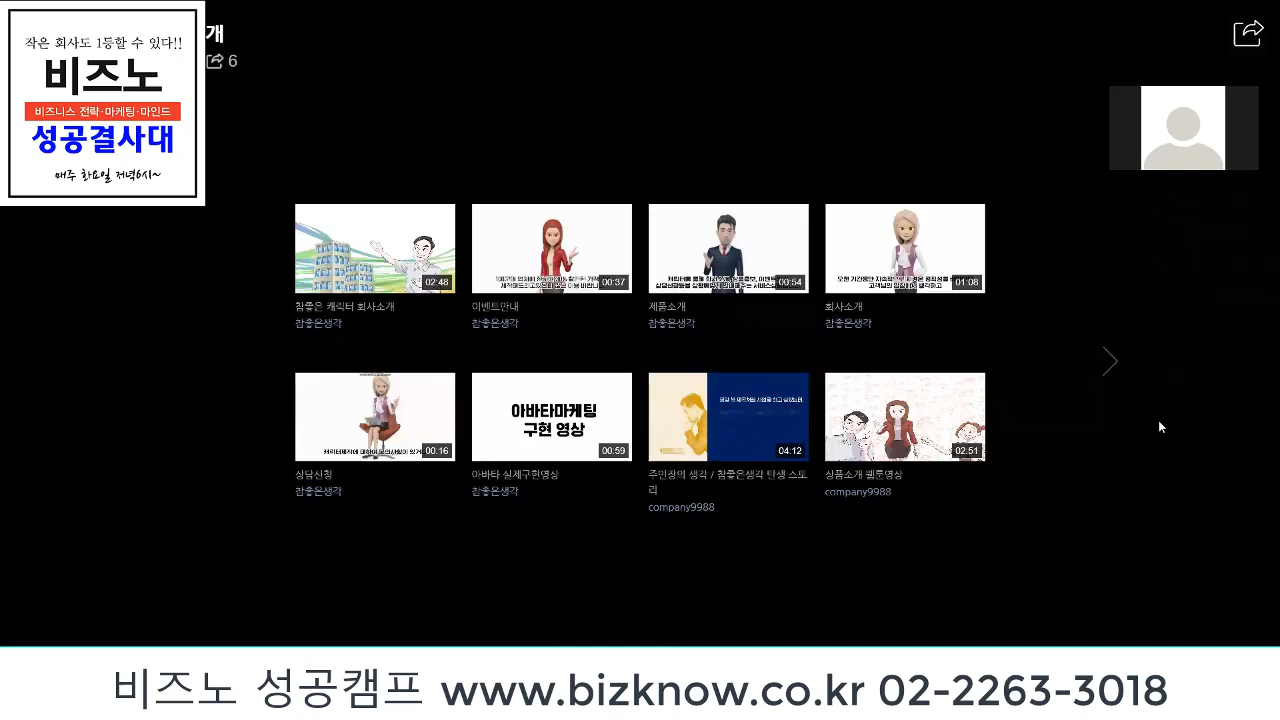 작은 회사도 1등할 수 있다!!
비즈노
비즈니스 전략·마케팅·마인드
성공결사대
매주 화요일 저녁6시~
개
6
02:48
00:37
00:54
01:08
참좋은 캐릭터 회사소개
이벤트안내
제품소개
회사소개
참좋은생각
참좋은생각
참좋은생각
참좋은생각
아바타마케팅
구현 영상
00:16
00:59
04:12
02:51
상담신청
아바타 실제구현영상
주인장의 생각 / 참좋은생각 탄생 스토
리
상품소개 웹툰영상
참좋은생각
참좋은생각
company9988
company9988
비즈노 성공캠프 www.bizknow.co.kr 02-2263-3018